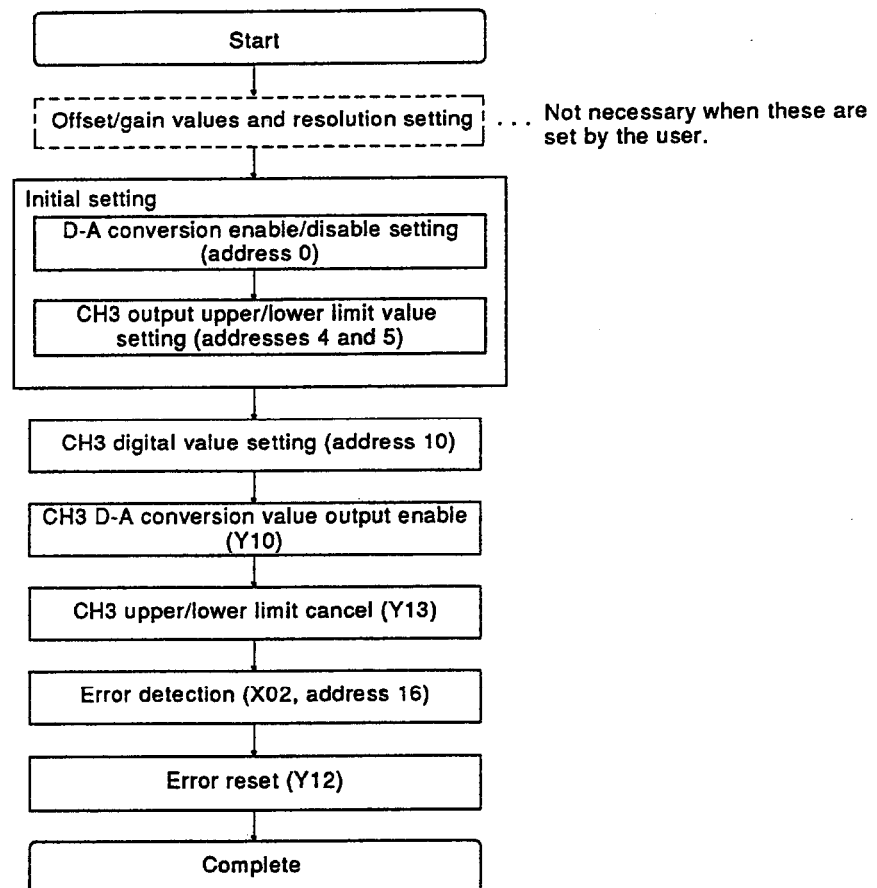 Start
Offset/gain values and resolution setting
. . . Not necessary when these are
set by the user.
Initial setting
D-A conversion enable/disable setting
(address 0)
CH3 output upper/lower limit value
setting (addresses 4 and 5)
CH3 digital value setting (address 10)
CH3 D-A conversion value output enable
(Y10)
CH3 upper/lower limit cancel (Y13)
Error detection (X02, address 16)
Error reset (Y12)
Complete